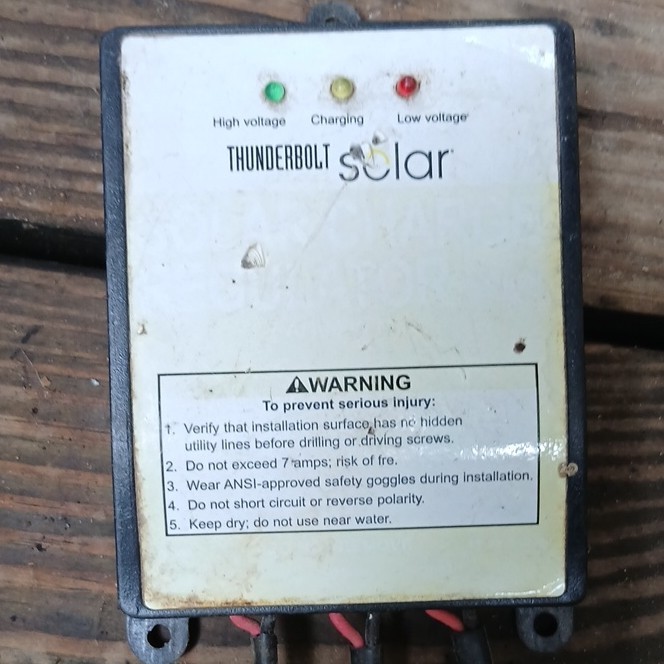 High voltage Charging Low voltage
THUNDERBOLT solar
WARNING
To prevent serious injury:
1. Verify that installation surface has no hidden
utility lines before drilling or driving screws.
2. Do not exceed 7 amps; risk of fre.
3. Wear ANSI-approved safety goggles during installation.
4. Do not short circuit or reverse polarity.
5. Keep dry; do not use near water.